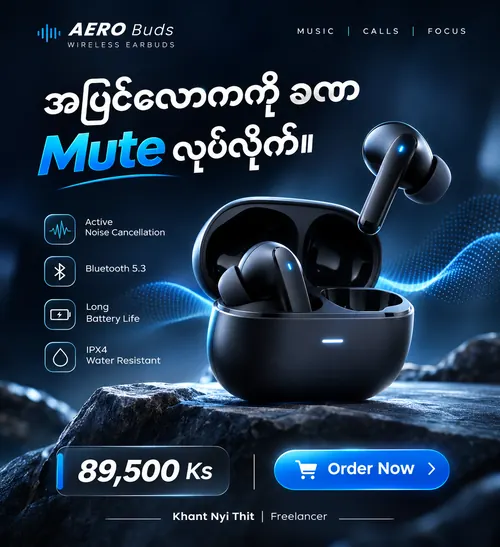 AERO Buds
WIRELESS EARBUDS
MUSIC | CALLS | FOCUS
အပြင်လောကကို ခဏ
Mute လုပ်လိုက်။
Active
Noise Cancellation
Bluetooth 5.3
Long
Battery Life
IPX4
Water Resistant
89,500 Ks
Order Now
Khant Nyi Thit | Freelancer